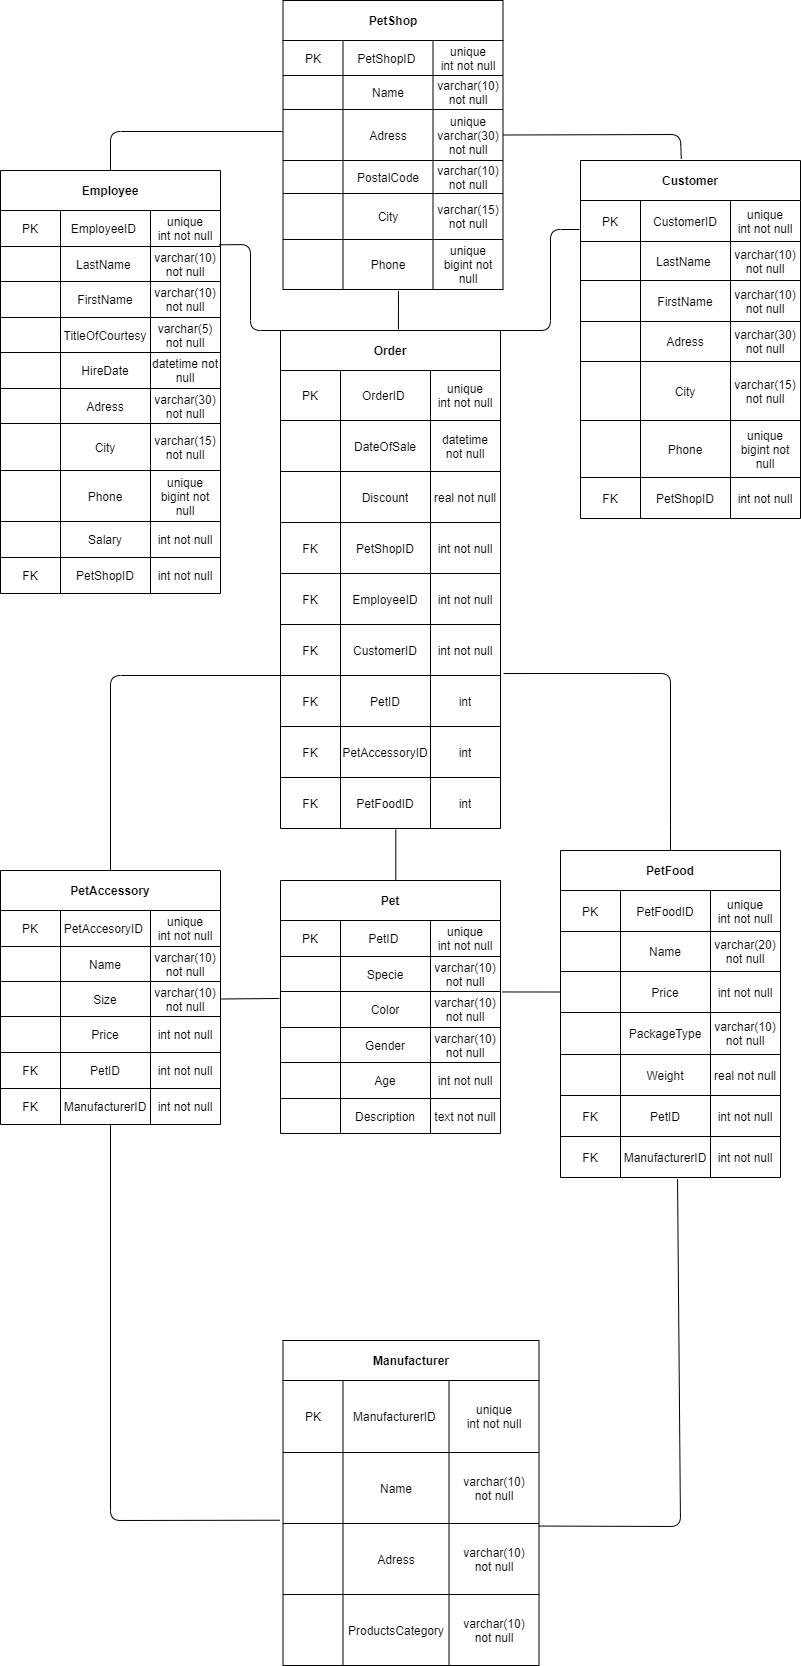 PetShop
PK PetShopID unique
int not null
Name varchar(10)
not null
Adress unique
varchar(30)
not null
PostalCode varchar(10)
not null
City varchar(15)
not null
Phone unique
bigint not null
Employee
PK EmployeeID unique
int not null
LastName varchar(10)
not null
FirstName varchar(10)
not null
TitleOfCourtesy varchar(5)
not null
HireDate datetime not
null
Adress varchar(30)
not null
City varchar(15)
not null
Phone unique
bigint not
null
Salary int not null
FK PetShopID int not null
Customer
PK CustomerID unique
int not null
LastName varchar(10)
not null
FirstName varchar(10)
not null
Adress varchar(30)
not null
City varchar(15)
not null
Phone unique
bigint not
null
FK PetShopID int not null
Order
PK OrderID unique
int not null
DateOfSale datetime
not null
Discount real not null
FK PetShopID int not null
FK EmployeeID int not null
FK CustomerID int not null
FK PetID int
FK PetAccessoryID int
FK PetFoodID int
PetAccessory
PK PetAccesoryID unique
int not null
Name varchar(10)
not null
Size varchar(10)
not null
Price int not null
FK PetID int not null
FK ManufacturerID int not null
Pet
PK PetID unique
int not null
Specie varchar(10)
not null
Color varchar(10)
not null
Gender varchar(10)
not null
Age int not null
Description text not null
PetFood
PK PetFoodID unique
int not null
Name varchar(20)
not null
Price int not null
PackageType varchar(10)
not null
Weight real not null
FK PetID int not null
FK ManufacturerID int not null
Manufacturer
PK ManufacturerID unique
int not null
Name varchar(10)
not null
Adress varchar(10)
not null
ProductsCategory varchar(10)
not null